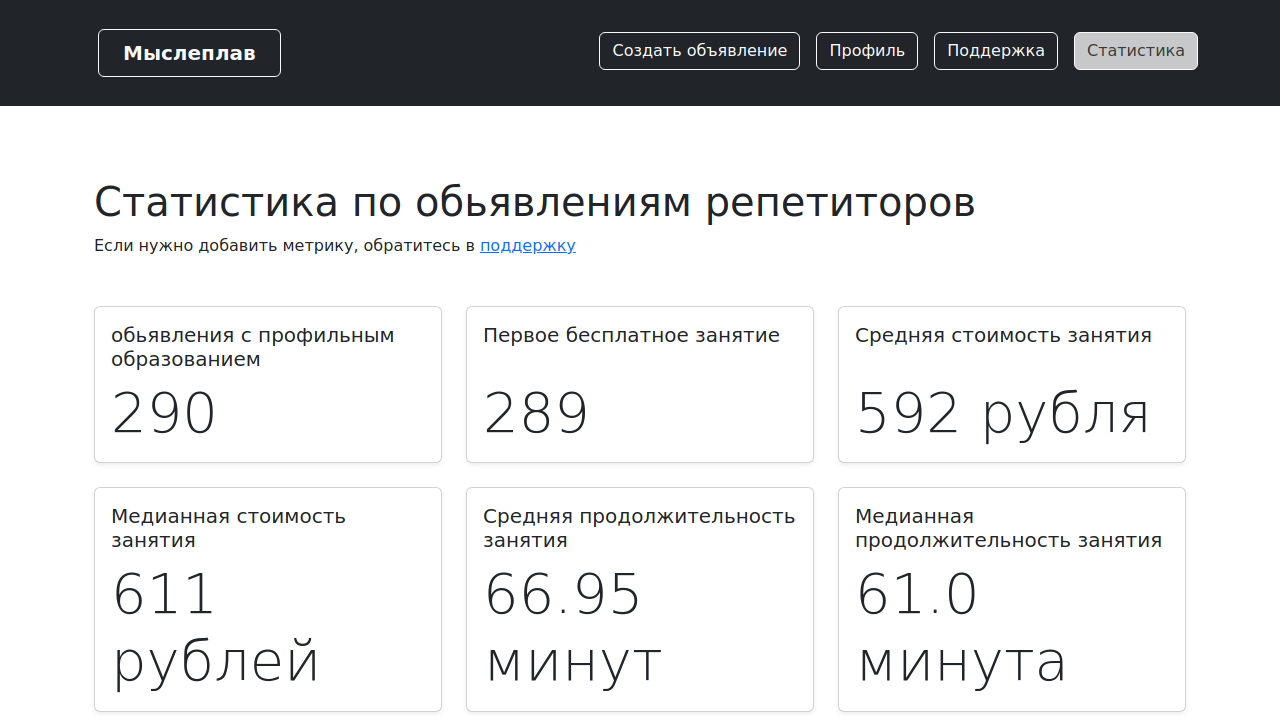 Мыслеплав
Создать объявление
Профиль
Поддержка
Статистика
Статистика по обьявлениям репетиторов
Если нужно добавить метрику, обратитесь в поддержку
обьявления с профильным
образованием
290
Первое бесплатное занятие
289
Средняя стоимость занятия
592 рубля
Медианная стоимость
занятия
611
рублей
Средняя продолжительность
занятия
66.95
минут
Медианная
продолжительность занятия
61.0
минута